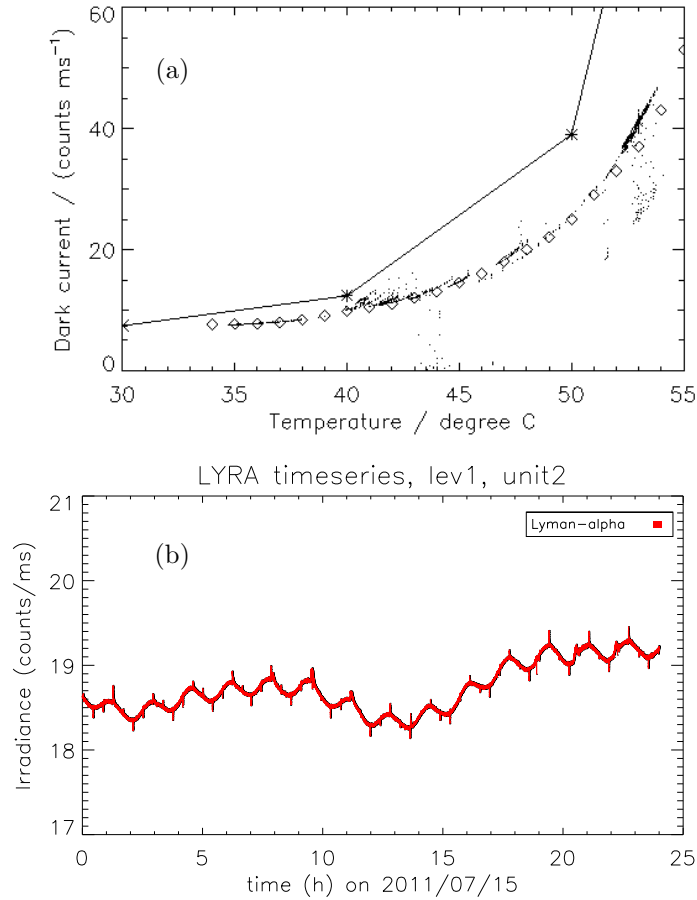 60
(a)
40
20
0
Dark current / (counts ms⁻¹)
30 35 40 45 50 55
Temperature / degree C
LYRA timeseries, lev1, unit2
21
Lyman-alpha
(b)
20
19
18
17
Irradiance (counts/ms)
0 5 10 15 20 25
time (h) on 2011/07/15